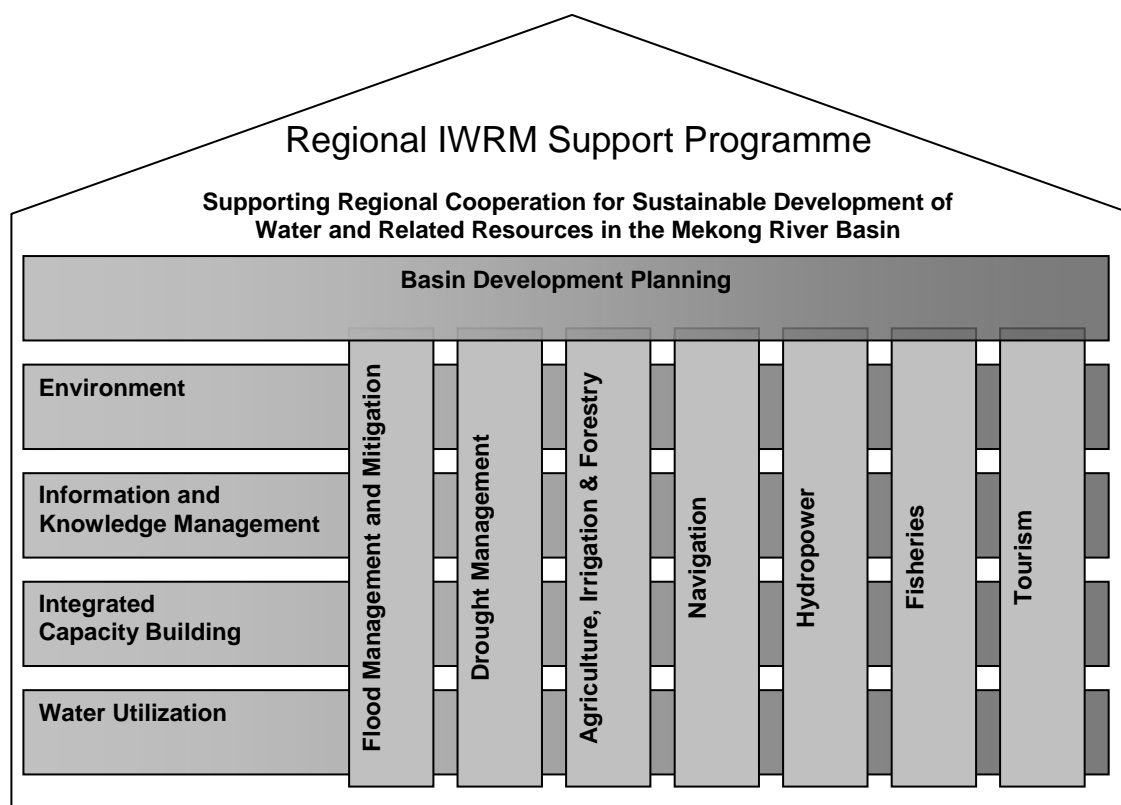 Regional IWRM Support Programme
Supporting Regional Cooperation for Sustainable Development of
Water and Related Resources in the Mekong River Basin
Basin Development Planning
Environment
Information and
Knowledge Management
Integrated
Capacity Building
Water Utilization
Flood Management and Mitigation
Drought Management
Agriculture, Irrigation & Forestry
Navigation
Hydropower
Fisheries
Tourism